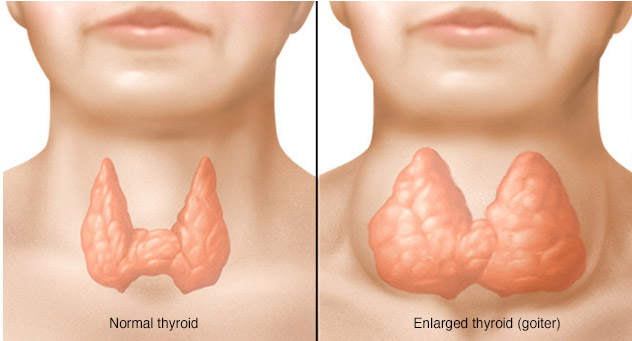 Normal thyroid
Enlarged thyroid (goiter)